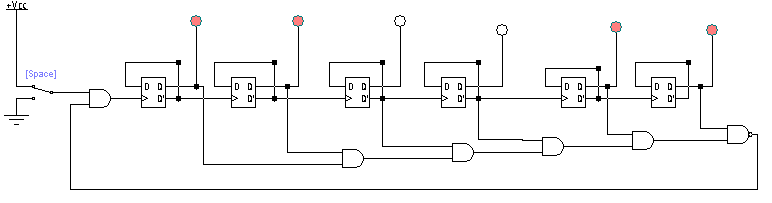 +Vcc
[Space]
D Q D Q D Q D Q D Q D Q
Q' Q' Q' Q' Q' Q'